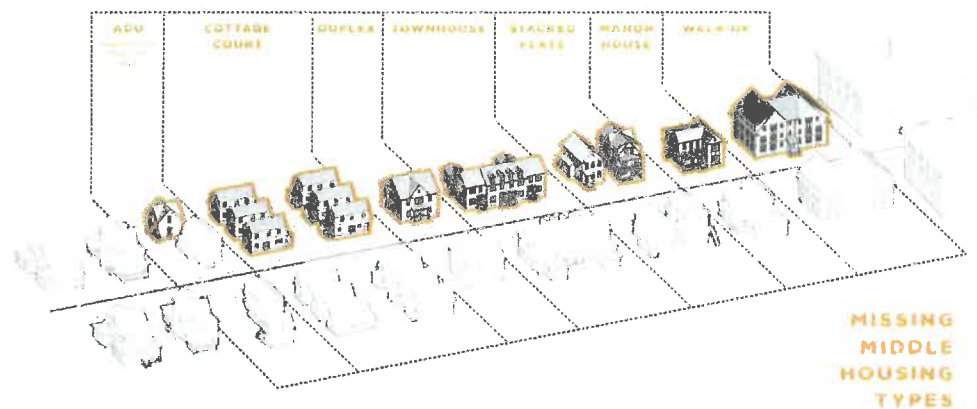 ADU
COTTAGE
COURT
DUPLEX
TOWNHOUSE
STACKED
FLATS
MANOR
HOUSE
WALK-UP
MISSING
MIDDLE
HOUSING
TYPES